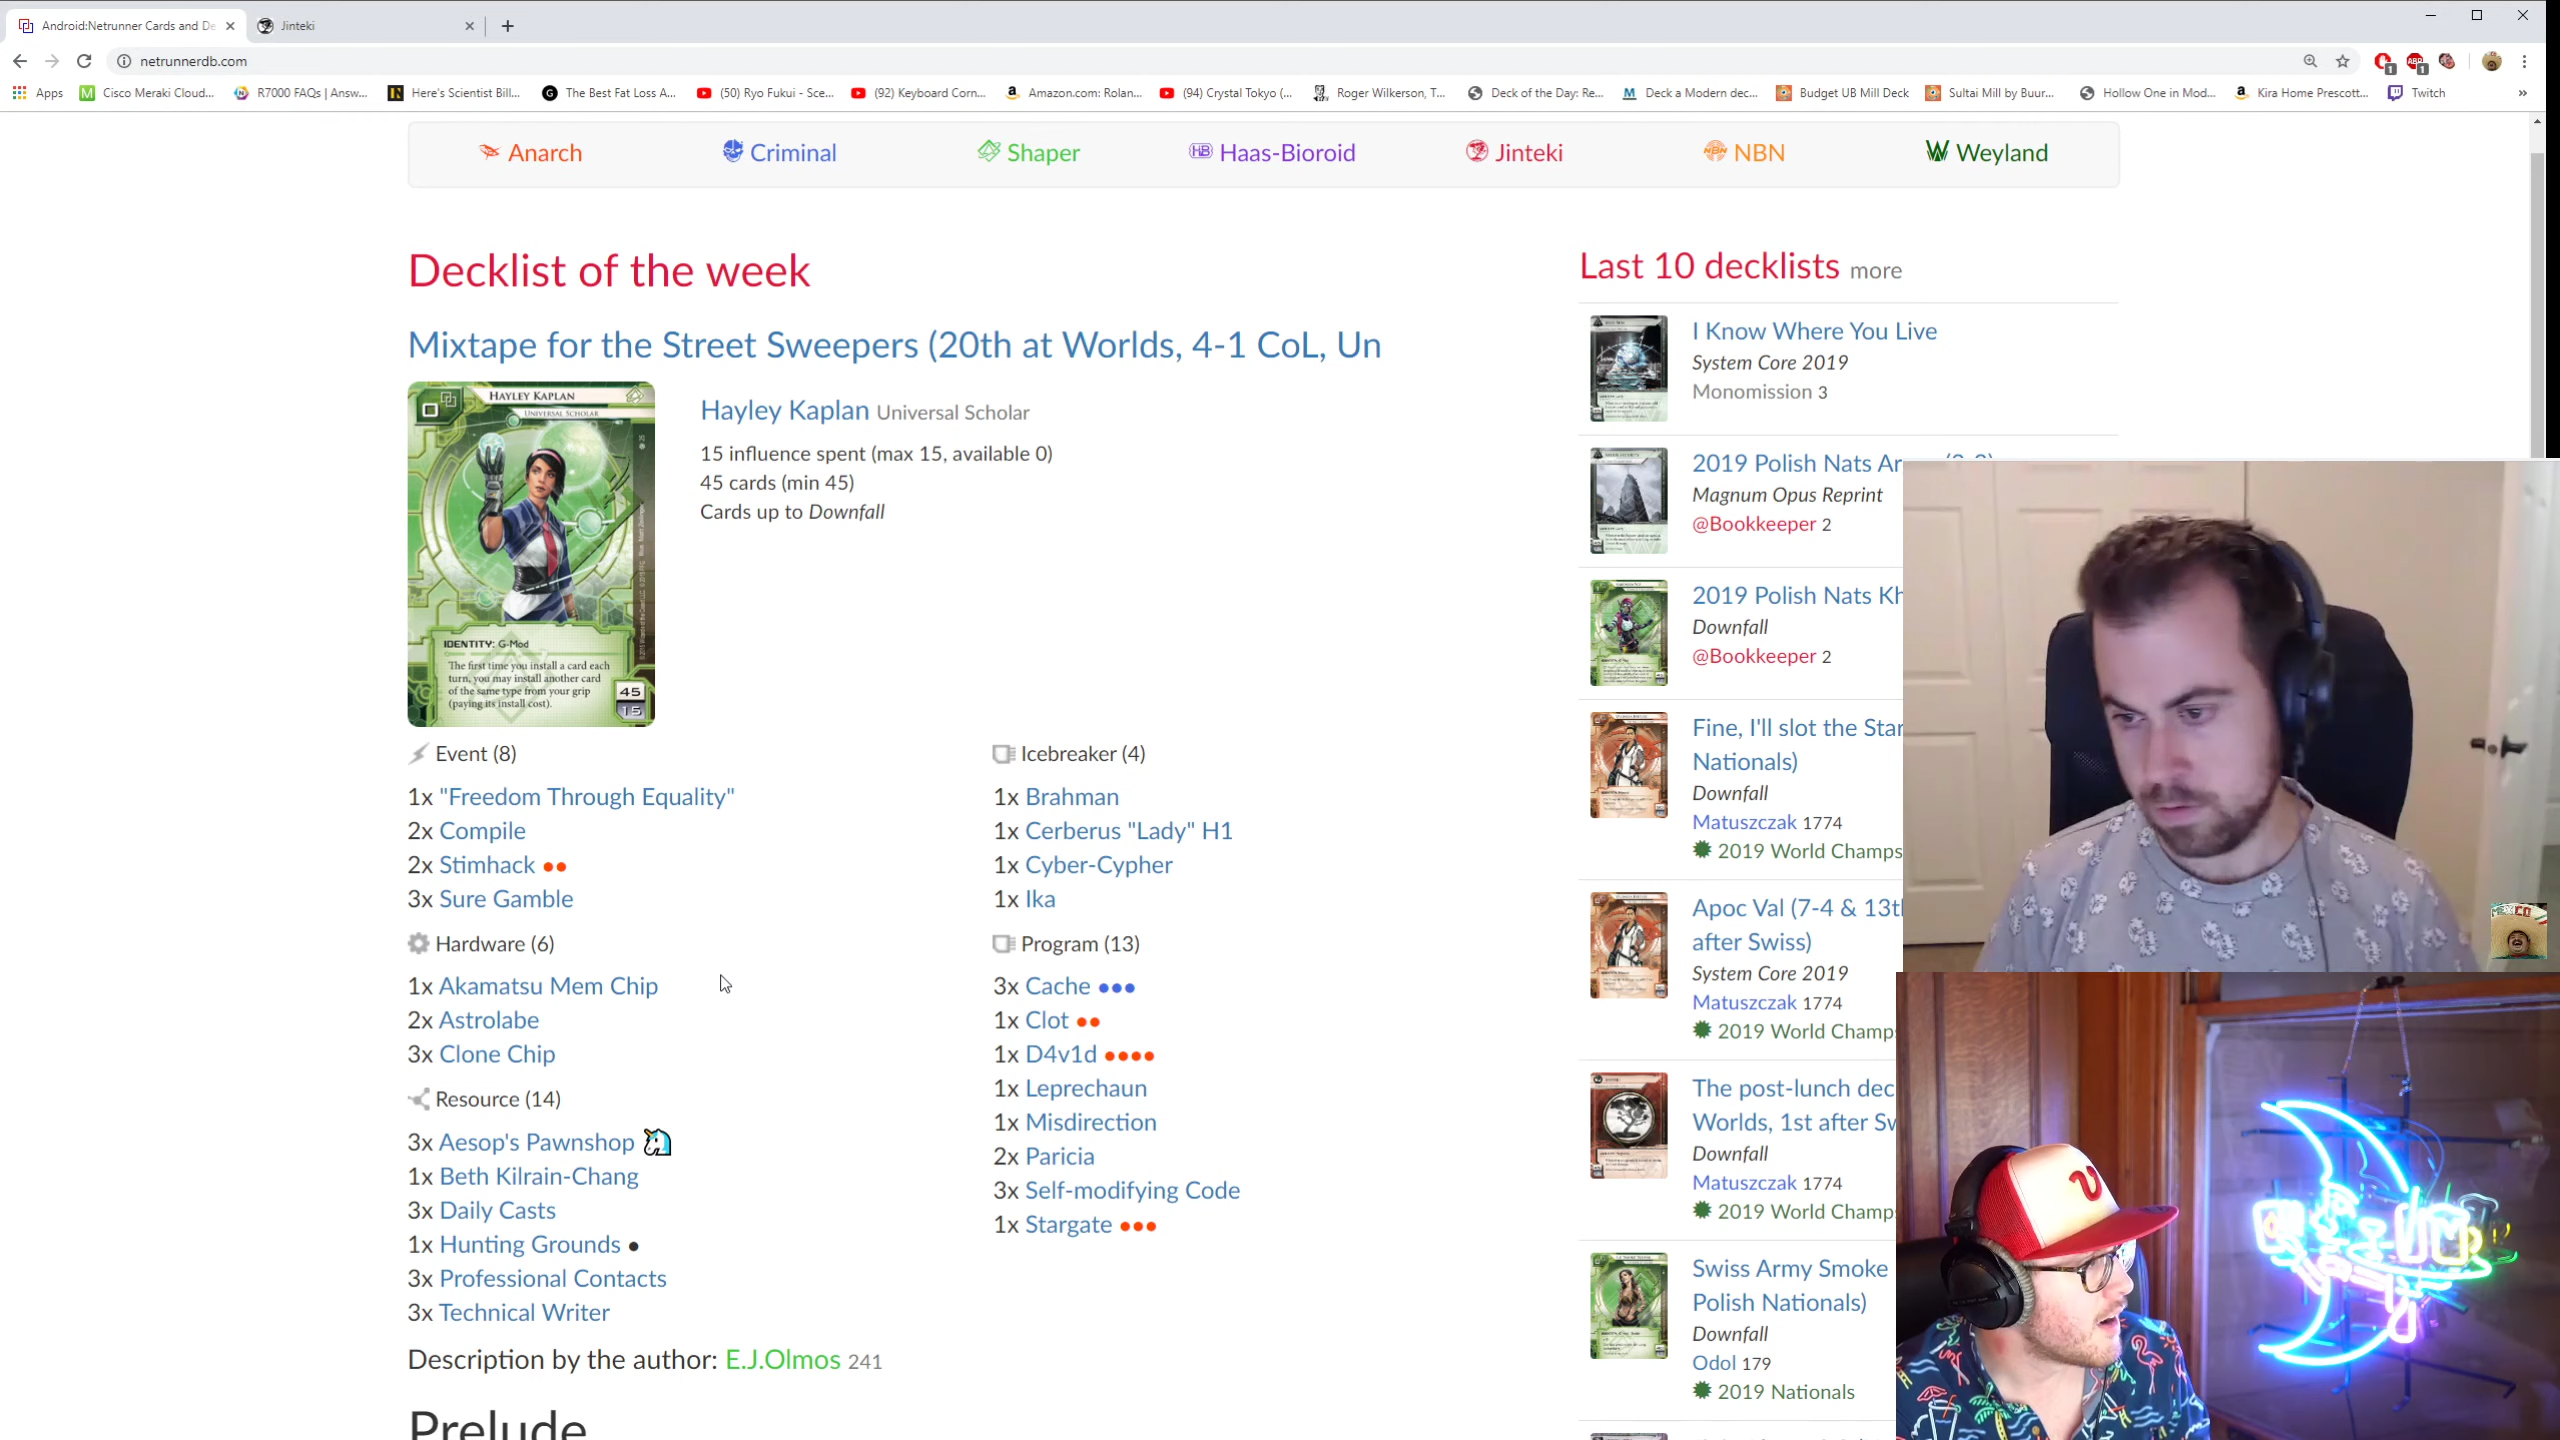 Android:Netrunner Cards and De
Jinteki
netrunnerdb.com
Apps
Cisco Meraki Cloud...
R7000 FAQs | Answ...
Here's Scientist Bill...
The Best Fat Loss A...
(50) Ryo Fukui - Sce...
(92) Keyboard Corn...
Amazon.com: Rolan...
(94) Crystal Tokyo (...
Roger Wilkerson, T...
Deck of the Day: Re...
Deck a Modern dec...
Budget UB Mill Deck
Sultai Mill by Buur...
Hollow One in Mod...
Kira Home Prescott...
Twitch
Anarch
Criminal
Shaper
Haas-Bioroid
Jinteki
NBN
Weyland
Decklist of the week
Mixtape for the Street Sweepers (20th at Worlds, 4-1 CoL, Un
HAYLEY KAPLAN
UNIVERSAL SCHOLAR
IDENTITY: G-Mod
The first time you install a card each
turn, you may install another card
of the same type from your grip
(paying its install cost).
45
15
Hayley Kaplan Universal Scholar
15 influence spent (max 15, available 0)
45 cards (min 45)
Cards up to Downfall
Event (8)
1x "Freedom Through Equality"
2x Compile
2x Stimhack
3x Sure Gamble
Hardware (6)
1x Akamatsu Mem Chip
2x Astrolabe
3x Clone Chip
Resource (14)
3x Aesop's Pawnshop
1x Beth Kilrain-Chang
3x Daily Casts
1x Hunting Grounds
3x Professional Contacts
3x Technical Writer
Icebreaker (4)
1x Brahman
1x Cerberus "Lady" H1
1x Cyber-Cypher
1x Ika
Program (13)
3x Cache
1x Clot
1x D4v1d
1x Leprechaun
1x Misdirection
2x Paricia
3x Self-modifying Code
1x Stargate
Description by the author: E.J.Olmos 241
Prelude
Last 10 decklists more
I Know Where You Live
System Core 2019
Monomission 3
2019 Polish Nats
Magnum Opus Reprint
@Bookkeeper 2
2019 Polish Nats Kh
Downfall
@Bookkeeper 2
Fine, I'll slot the Star
Nationals)
Downfall
Matuszczak 1774
2019 World Champs
Apoc Val (7-4 & 13th
after Swiss)
System Core 2019
Matuszczak 1774
2019 World Champs
The post-lunch dec
Worlds, 1st after Sw
Downfall
Matuszczak 1774
2019 World Champs
Swiss Army Smoke
Polish Nationals)
Downfall
Odol 179
2019 Nationals
MEXCO